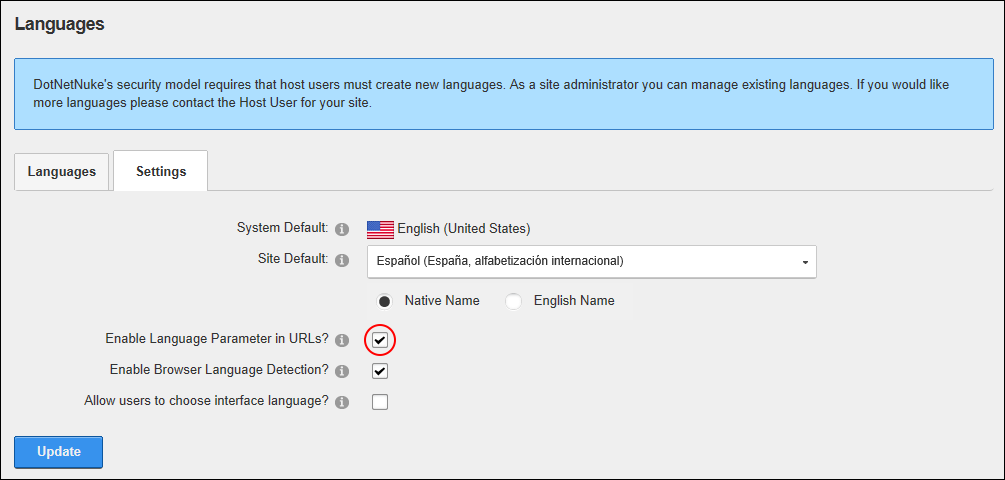 Languages
DotNetNuke's security model requires that host users must create new languages. As a site administrator you can manage existing languages. If you would like
more languages please contact the Host User for your site.
Languages
Settings
System Default:
English (United States)
Site Default:
Español (España, alfabetización internacional)
Native Name
English Name
Enable Language Parameter in URLs?
Enable Browser Language Detection?
Allow users to choose interface language?
Update